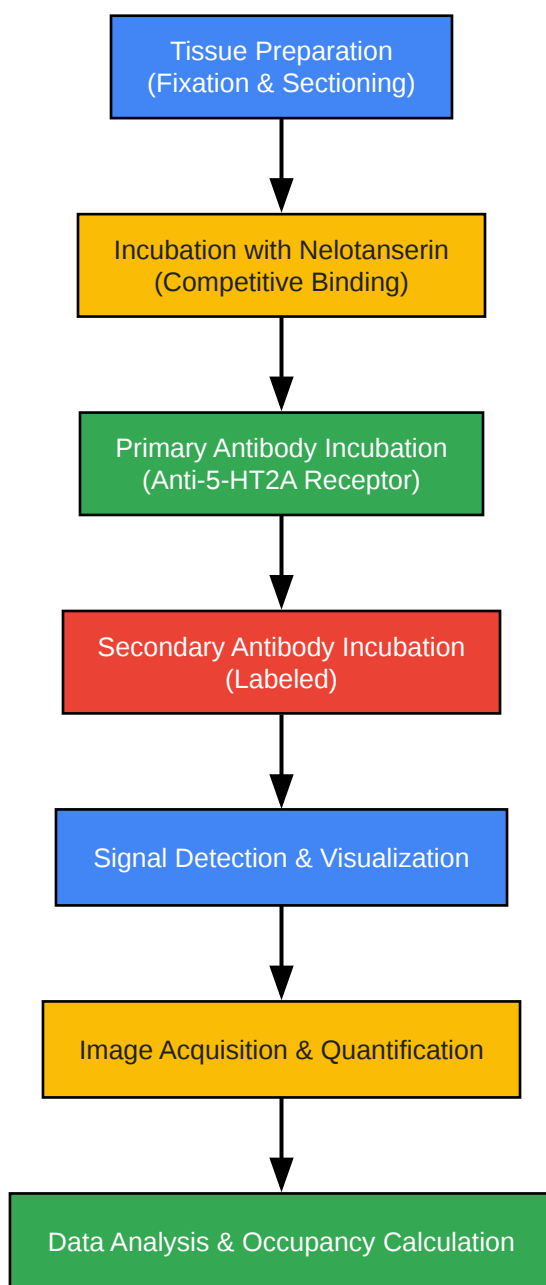 Tissue Preparation
(Fixation & Sectioning)
Incubation with Nelotanserin
(Competitive Binding)
Primary Antibody Incubation
(Anti-5-HT2A Receptor)
Secondary Antibody Incubation
(Labeled)
Signal Detection & Visualization
Image Acquisition & Quantification
Data Analysis & Occupancy Calculation